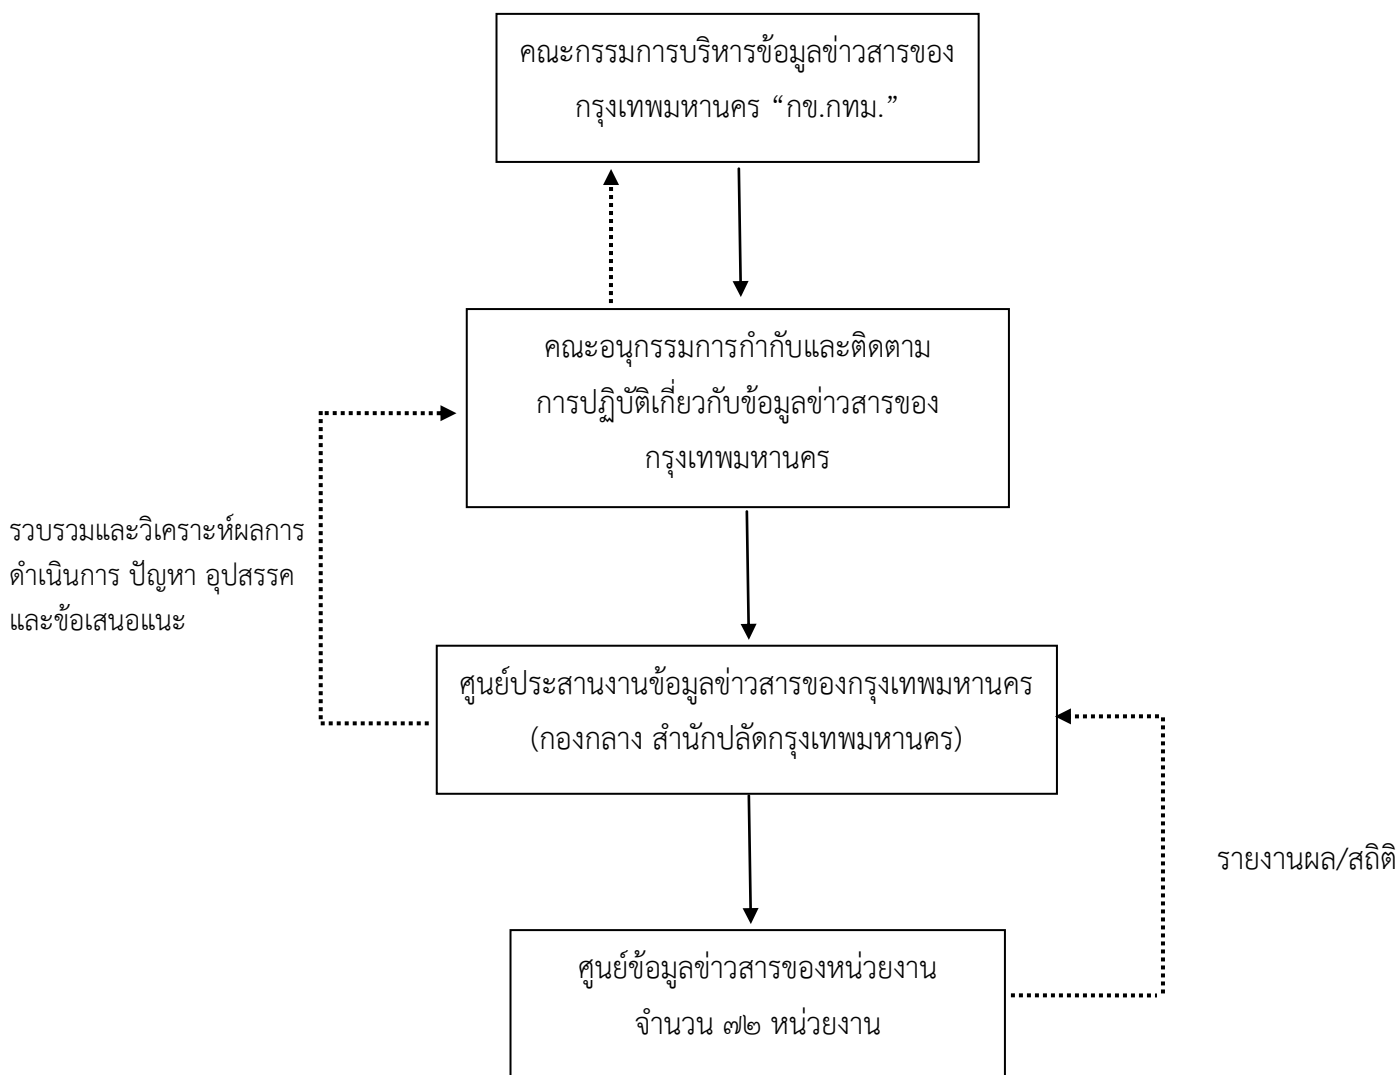 คณะกรรมการบริหารข้อมูลข่าวสารของ
กรุงเทพมหานคร “กข.กทม.”
คณะอนุกรรมการกำกับและติดตาม
การปฏิบัติเกี่ยวกับข้อมูลข่าวสารของ
กรุงเทพมหานคร
รวบรวมและวิเคราะห์ผลการ
ดำเนินการ ปัญหา อุปสรรค
และข้อเสนอแนะ
ศูนย์ประสานงานข้อมูลข่าวสารของกรุงเทพมหานคร
(กองกลาง สำนักปลัดกรุงเทพมหานคร)
รายงานผล/สถิติ
ศูนย์ข้อมูลข่าวสารของหน่วยงาน
จำนวน ๗๒ หน่วยงาน